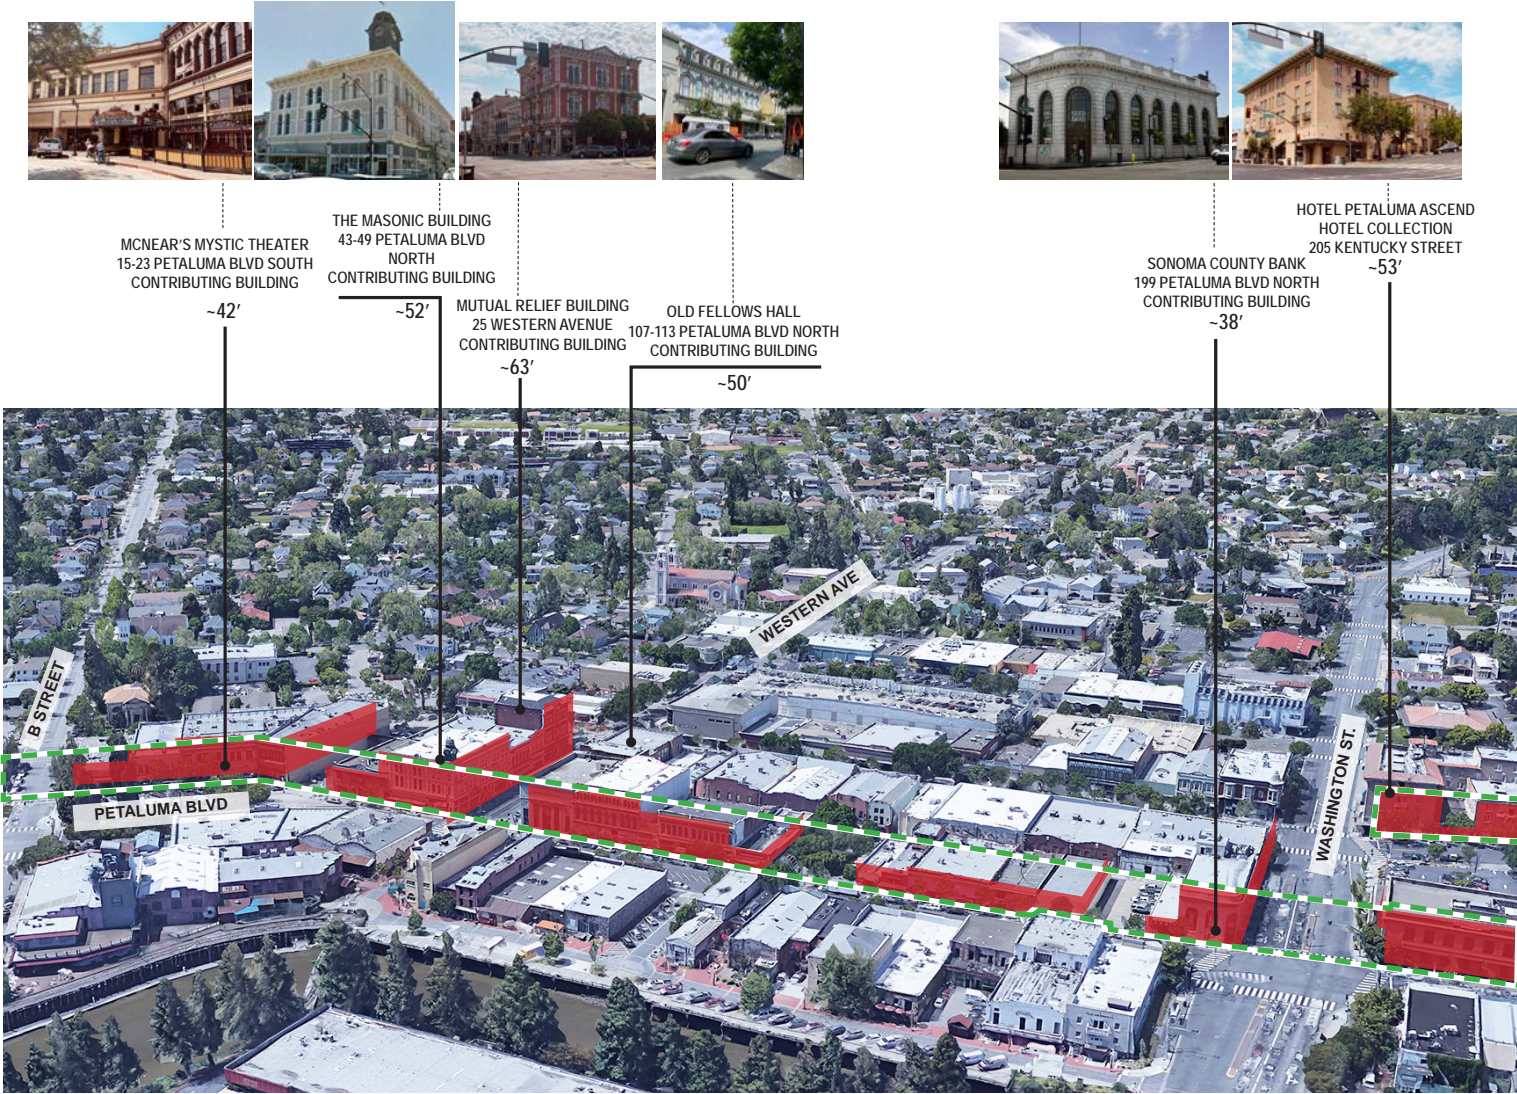 MCNEAR'S MYSTIC THEATER
15-23 PETALUMA BLVD SOUTH
CONTRIBUTING BUILDING
~42'
THE MASONIC BUILDING
43-49 PETALUMA BLVD
NORTH
CONTRIBUTING BUILDING
~52'
MUTUAL RELIEF BUILDING
25 WESTERN AVENUE
CONTRIBUTING BUILDING
~63'
OLD FELLOWS HALL
107-113 PETALUMA BLVD NORTH
CONTRIBUTING BUILDING
~50'
SONOMA COUNTY BANK
199 PETALUMA BLVD NORTH
CONTRIBUTING BUILDING
~38'
HOTEL PETALUMA ASCEND
HOTEL COLLECTION
205 KENTUCKY STREET
~53'
B STREET
PETALUMA BLVD
WESTERN AVE
WASHINGTON ST.